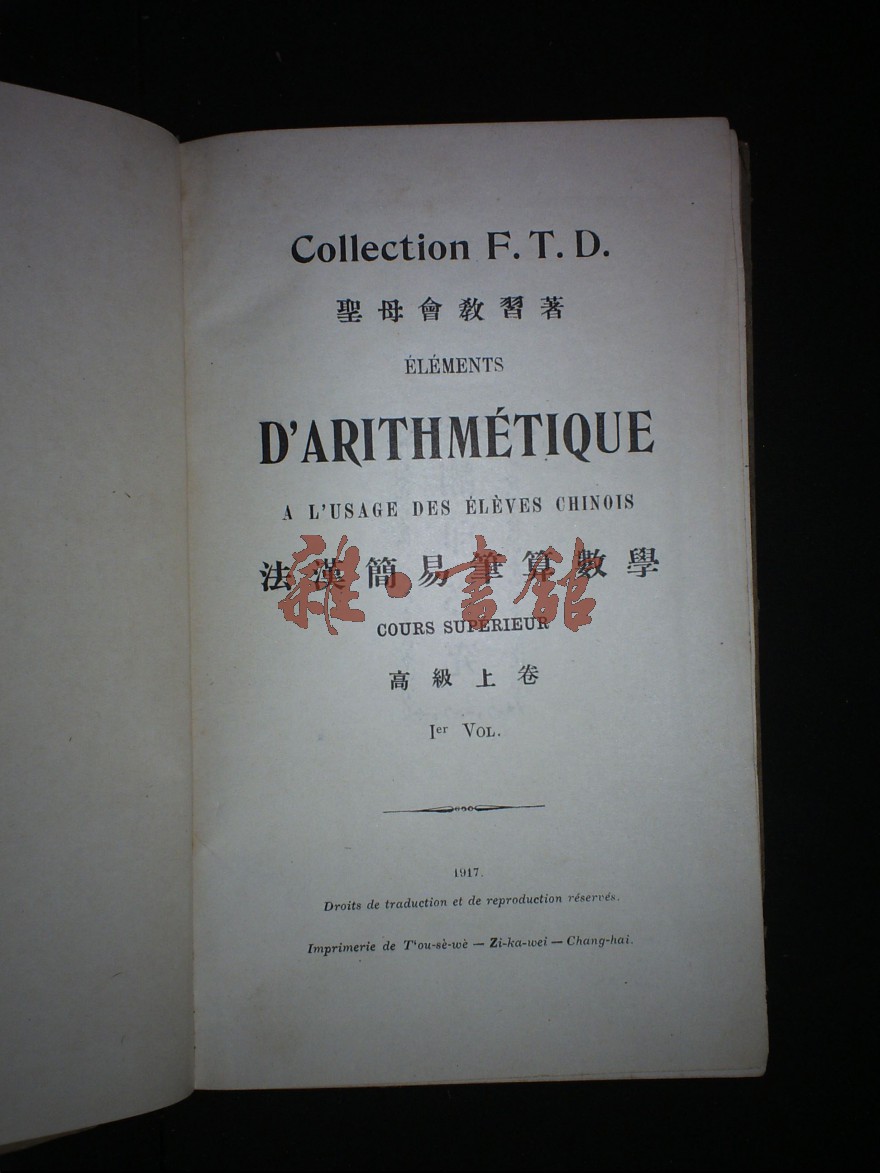 Collection F. T. D.
聖母會教習著
ÉLÉMENTS
D'ARITHMÉTIQUE
A L'USAGE DES ÉLÈVES CHINOIS
法漢簡易筆算數學
雜·書館
COURS SUPÉRIEUR
高級上卷
Ier VOL.
1917.
Droits de traduction et de reproduction réservés.
Imprimerie de T'ou-sè-wè — Zi-ka-wei — Chang-hai.